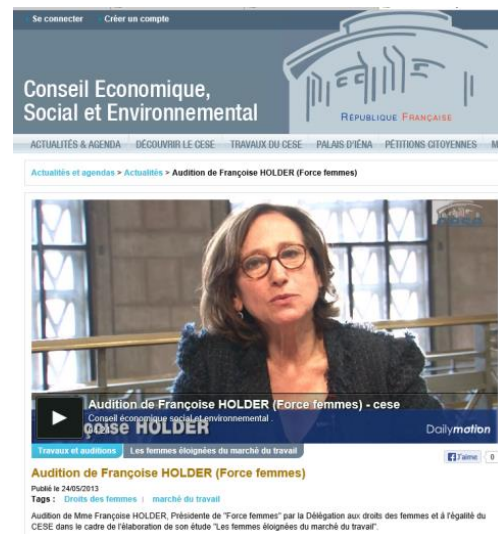 Se connecter Créer un compte
Conseil Economique,
Social et Environnemental
RÉPUBLIQUE FRANÇAISE
ACTUALITÉS & AGENDA DÉCOUVRIR LE CESE TRAVAUX DU CESE PALAIS D'IÉNA PÉTITIONS CITOYENNES M
Actualités et agendas > Actualités > Audition de Françoise HOLDER (Force femmes)
Audition de Françoise HOLDER (Force femmes) - cese
Conseil économique social et environnemental .
çoise HOLDER
Dailymotion
Travaux et auditions Les femmes éloignées du marché du travail
J'aime 0
Audition de Françoise HOLDER (Force femmes)
Publié le 24/05/2013
Tags : Droits des femmes | marché du travail
Audition de Mme Françoise HOLDER, Présidente de "Force femmes" par la Délégation aux droits des femmes et à l'égalité du
CESE dans le cadre de l'élaboration de son étude "Les femmes éloignées du marché du travail".